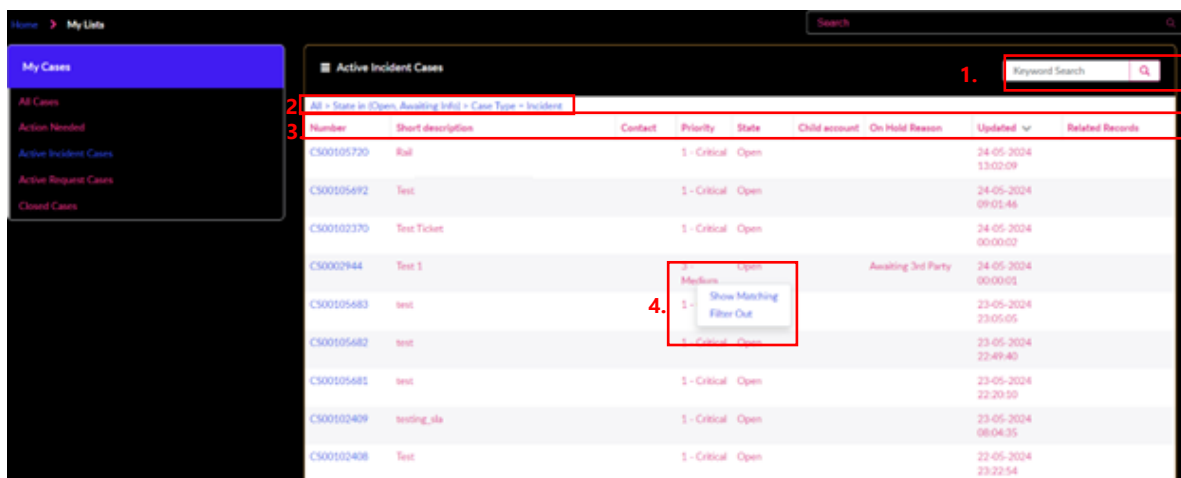 Home > My Lists
Search
My Cases
All Cases
Action Needed
Active Incident Cases
Active Request Cases
Closed Cases
Active Incident Cases
1.
Keyword Search
2.
All > State in (Open, Awaiting Info) > Case Type = Incident
3.
Number Short description Contact Priority State Child account On Hold Reason Updated Related Records
CS00105720 Rail 1 - Critical Open 24-05-2024
13:02:09
CS00105692 Test 1 - Critical Open 24-05-2024
09:01:46
CS00102370 Test Ticket 1 - Critical Open 24-05-2024
00:00:02
CS0002944 Test 1 3 - Open Awaiting 3rd Party 24-05-2024
Medium 00:00:01
4.
Show Matching
Filter Out
CS00105683 test 1 - 23-05-2024
23:05:05
CS00105682 test 1 - Critical Open 23-05-2024
22:49:40
CS00105681 test 1 - Critical Open 23-05-2024
22:20:10
CS00102409 testing_sla 1 - Critical Open 23-05-2024
08:04:35
CS00102408 Test 1 - Critical Open 22-05-2024
23:22:54